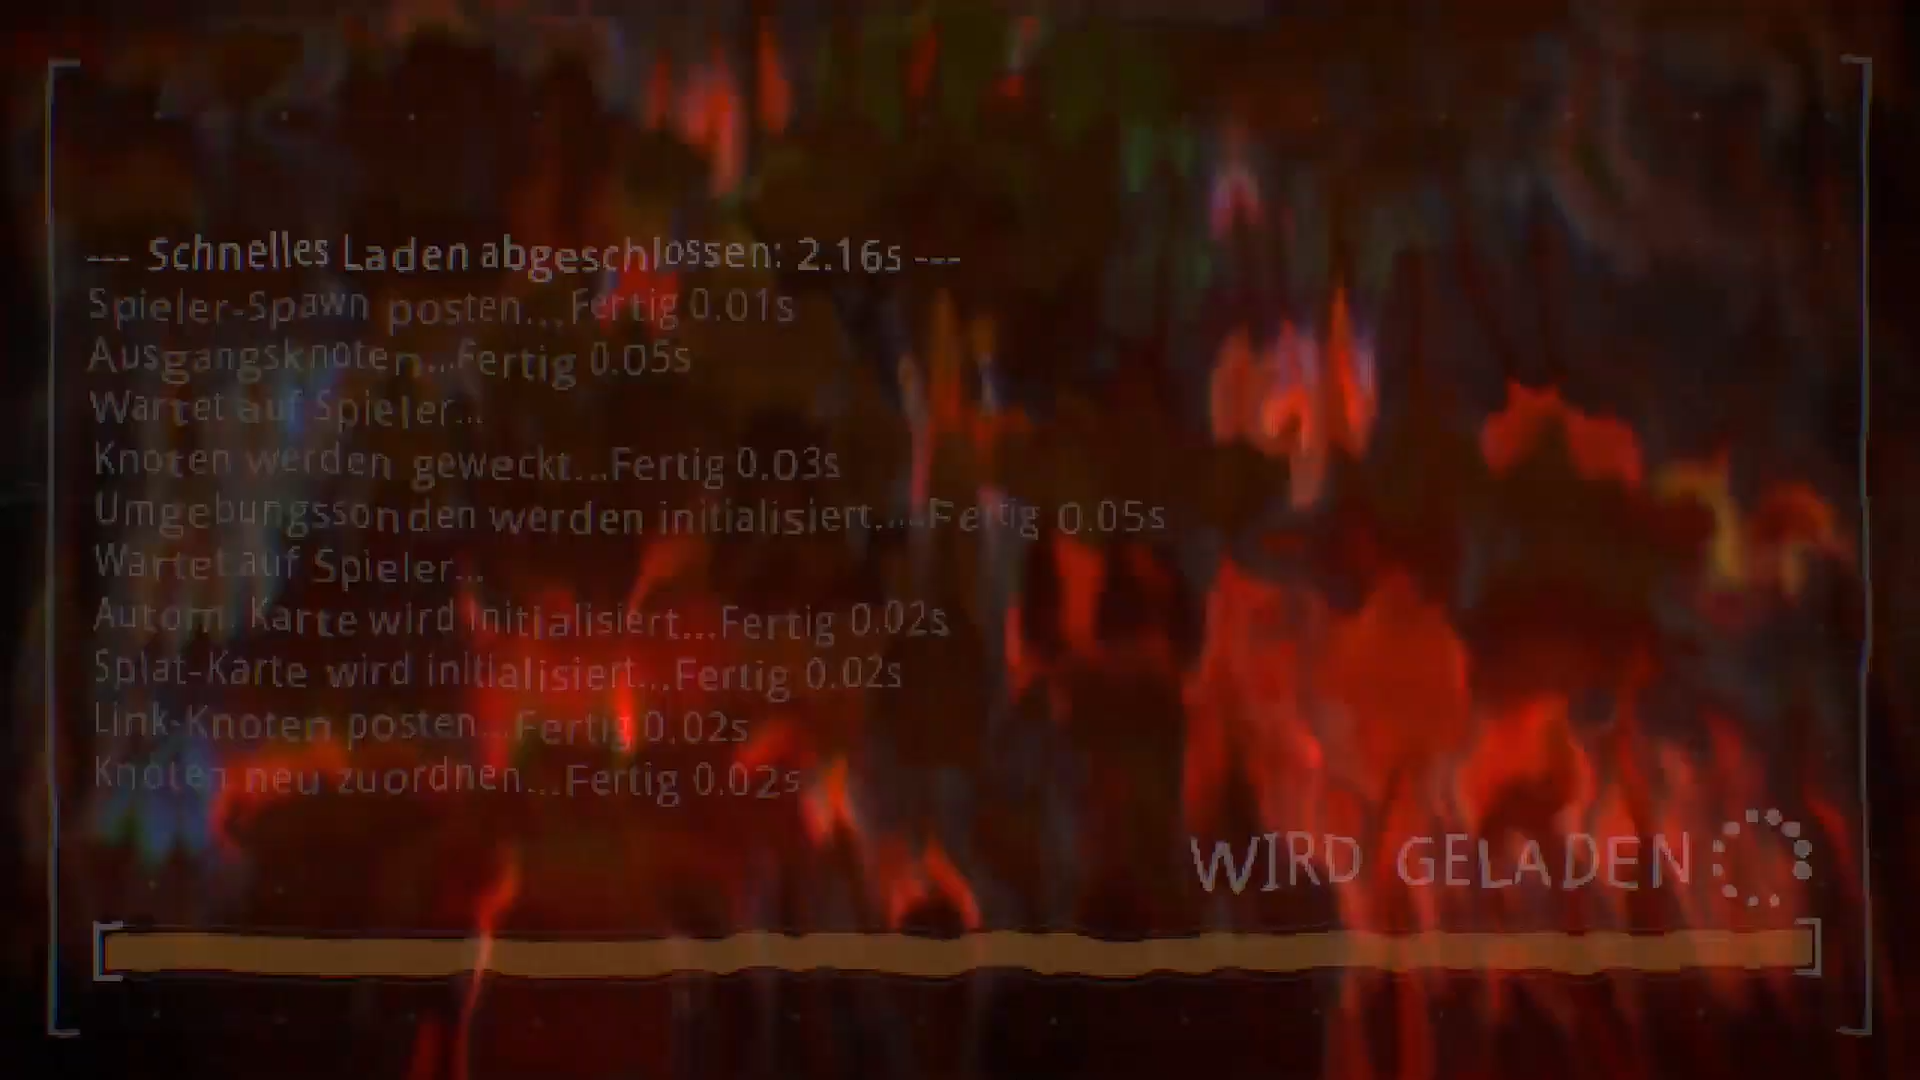 --- Schnelles Laden abgeschlossen: 2.16s ---
Spieler-Spawn posten...Fertig 0.01s
Ausgangsknoten...Fertig 0.05s
Wartet auf Spieler...
Knoten werden geweckt...Fertig 0.03s
Umgebungssonden werden initialisiert....Fertig 0.05s
Wartet auf Spieler...
Autom. Karte wird initialisiert...Fertig 0.02s
Splat-Karte wird initialisiert...Fertig 0.02s
Link-Knoten posten...Fertig 0.02s
Knoten neu zuordnen...Fertig 0.02s
WIRD GELADEN